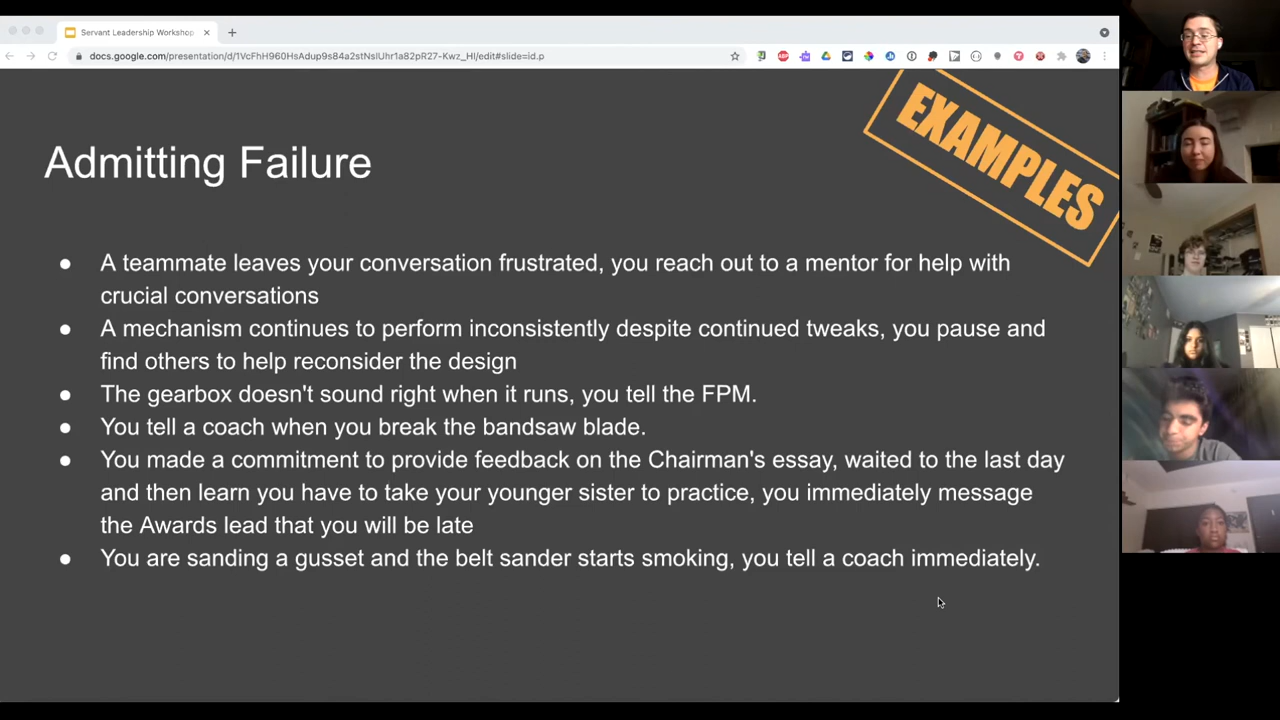 Servant Leadership Workshop
docs.google.com/presentation/d/1VcFhH960HsAdup9s84a2stNslUhr1a82pR27-Kwz_HI/edit#slide=id.p
EXAMPLES
Admitting Failure
● A teammate leaves your conversation frustrated, you reach out to a mentor for help with
crucial conversations
● A mechanism continues to perform inconsistently despite continued tweaks, you pause and
find others to help reconsider the design
● The gearbox doesn't sound right when it runs, you tell the FPM.
● You tell a coach when you break the bandsaw blade.
● You made a commitment to provide feedback on the Chairman's essay, waited to the last day
and then learn you have to take your younger sister to practice, you immediately message
the Awards lead that you will be late
● You are sanding a gusset and the belt sander starts smoking, you tell a coach immediately.